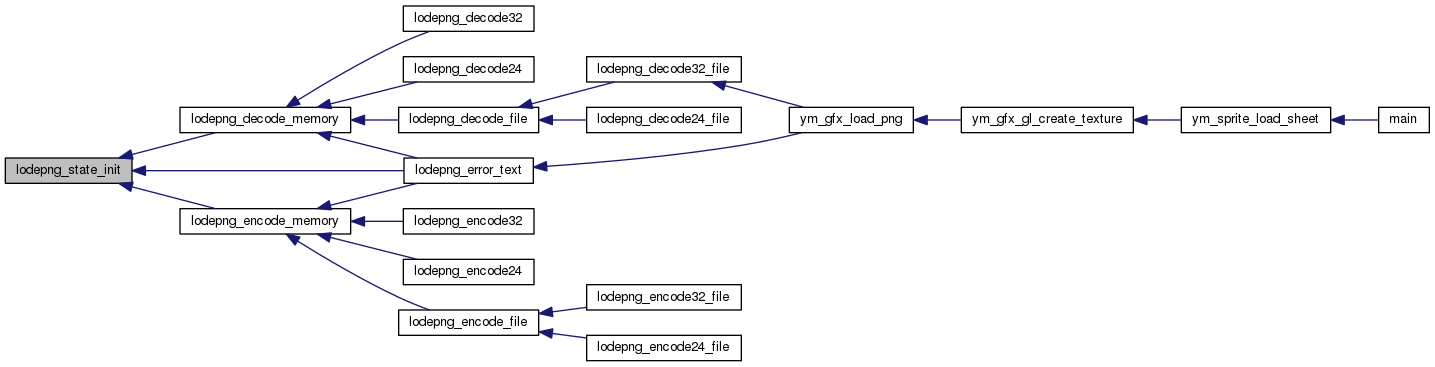 lodepng_decode32
lodepng_decode24
lodepng_decode32_file
lodepng_decode_memory
lodepng_decode_file
lodepng_decode24_file
ym_gfx_load_png
ym_gfx_gl_create_texture
ym_sprite_load_sheet
main
lodepng_state_init
lodepng_error_text
lodepng_encode_memory
lodepng_encode32
lodepng_encode24
lodepng_encode32_file
lodepng_encode_file
lodepng_encode24_file